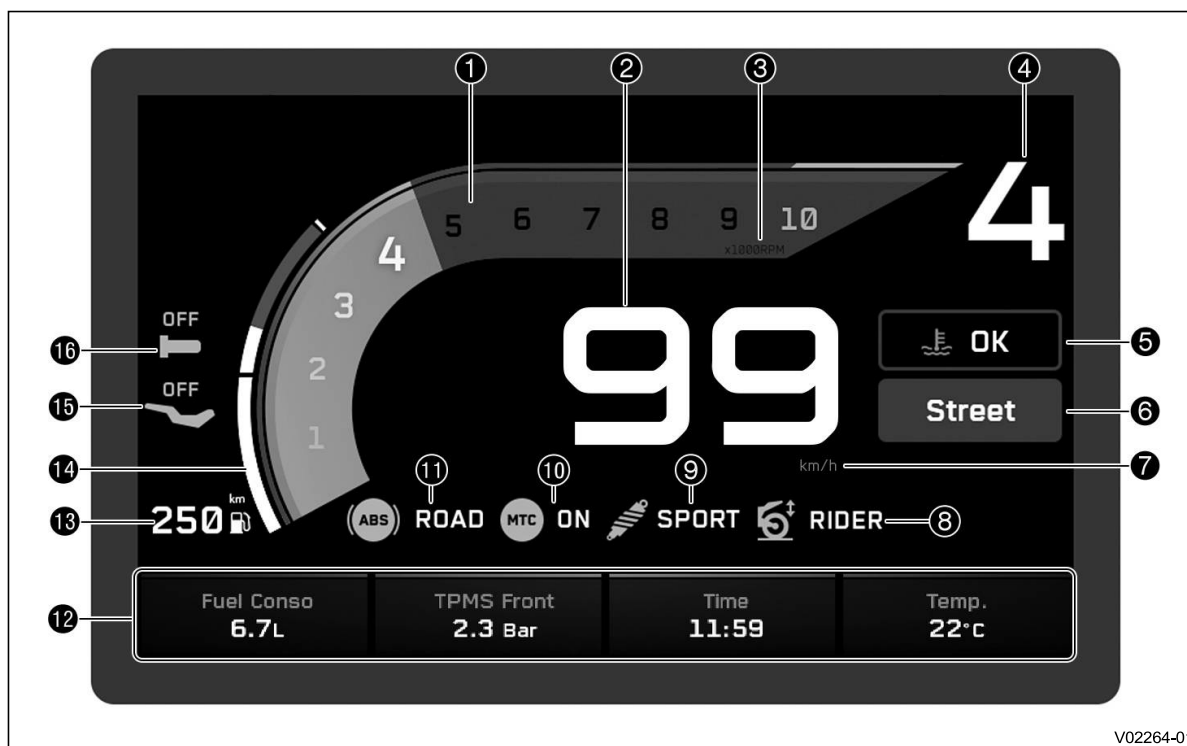 1 2 3 4
5 6 7 8 9 10
x1000RPM
4
1
2
3
4
OFF
16
99
OK
5
OFF
15
Street
6
14
km/h
7
11
10
9
13
250 km
ABS ROAD
MTC ON
SPORT
RIDER
8
12
Fuel Conso
6.7L
TPMS Front
2.3 Bar
Time
11:59
Temp.
22°C
V02264-01